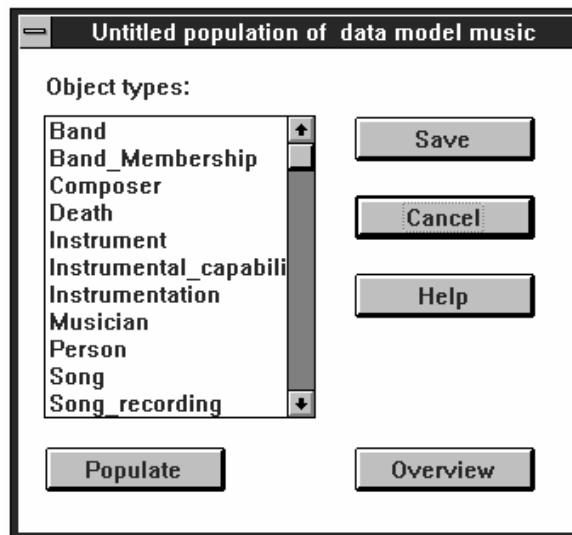 Untitled population of data model music
Object types:
Band
Band_Membership
Composer
Death
Instrument
Instrumental_capabili
Instrumentation
Musician
Person
Song
Song_recording
Save
Cancel
Help
Populate
Overview